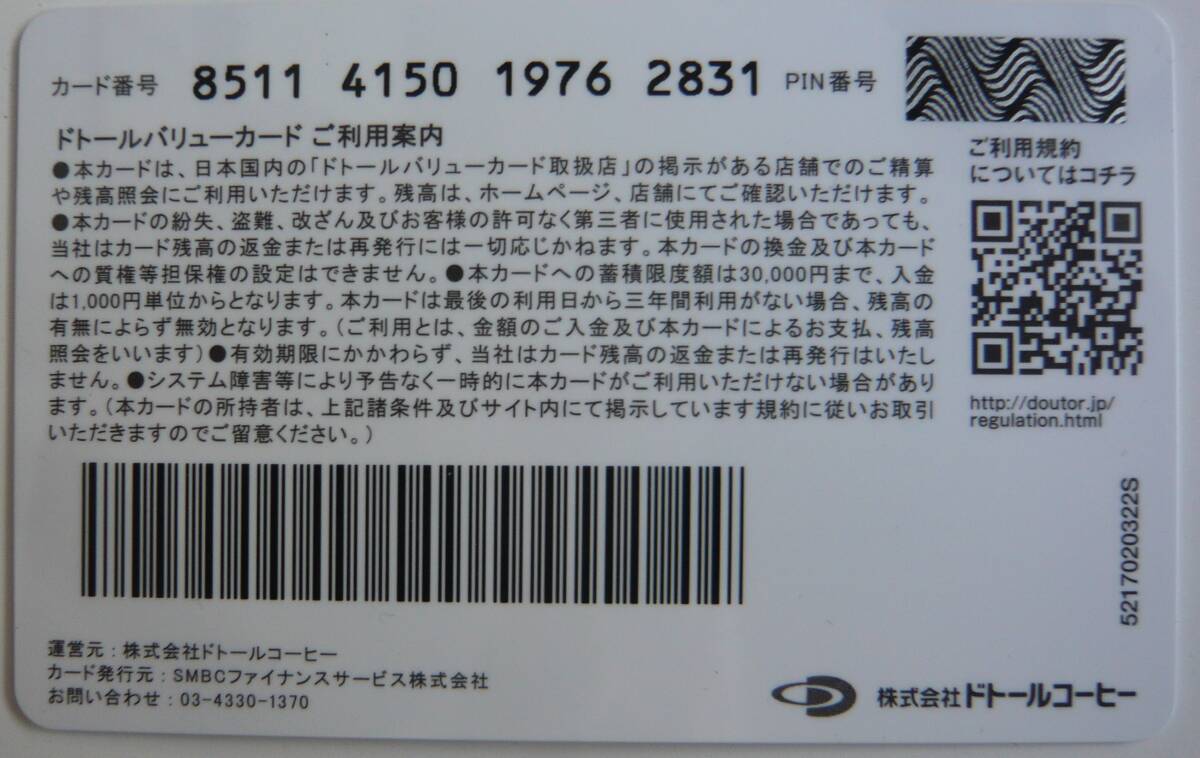 カード番号 8511 4150 1976 2831 PIN番号
ドトールバリューカード ご利用案内
●本カードは、日本国内の「ドトールバリューカード取扱店」の掲示がある店舗でのご精算
や残高照会にご利用いただけます。残高は、ホームページ、店舗にてご確認いただけます。
●本カードの紛失、盗難、改ざん及びお客様の許可なく第三者に使用された場合であっても、
当社はカード残高の返金または再発行には一切応じかねます。本カードの換金及び本カード
への質権等担保権の設定はできません。●本カードへの蓄積限度額は30,000円まで、入金
は1,000円単位からとなります。本カードは最後の利用日から三年間利用がない場合、残高の
有無によらず無効となります。(ご利用とは、金額のご入金及び本カードによるお支払、残高
照会をいいます)●有効期限にかかわらず、当社はカード残高の返金または再発行はいたし
ません。●システム障害等により予告なく一時的に本カードがご利用いただけない場合があり
ます。(本カードの所持者は、上記諸条件及びサイト内にて掲示しています規約に従いお取引
いただきますのでご留意ください。)
ご利用規約
についてはコチラ
http://doutor.jp/
regulation.html
5217020322S
運営元：株式会社ドトールコーヒー
カード発行元：SMBCファイナンスサービス株式会社
お問い合わせ：03-4330-1370
株式会社ドトールコーヒー